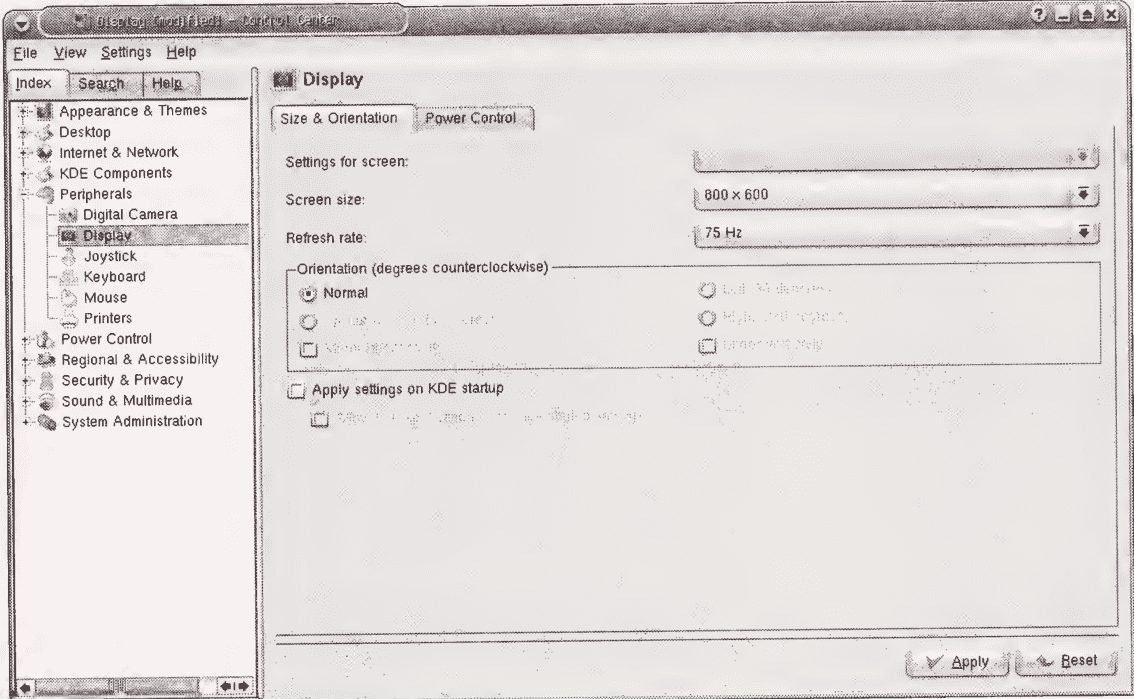 Display [modified] - Control Center
File View Settings Help
Index Search Help
Appearance & Themes
Desktop
Internet & Network
KDE Components
Peripherals
Digital Camera
Display
Joystick
Keyboard
Mouse
Printers
Power Control
Regional & Accessibility
Security & Privacy
Sound & Multimedia
System Administration
Display
Size & Orientation Power Control
Settings for screen:
Screen size: 800 × 600
Refresh rate: 75 Hz
Orientation (degrees counterclockwise)
Normal
Apply settings on KDE startup
Apply Reset